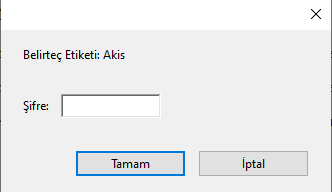 Belirteç Etiketi: Akis
Şifre:
Tamam İptal